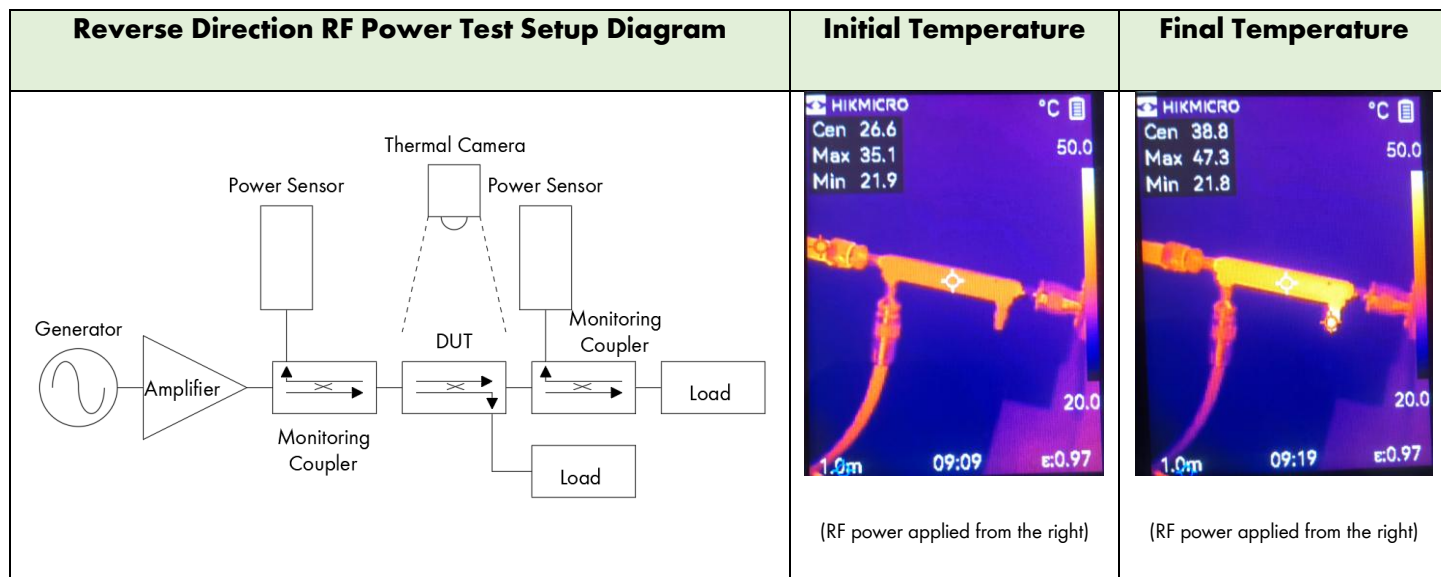 Reverse Direction RF Power Test Setup Diagram
Initial Temperature
Final Temperature
Thermal Camera
Power Sensor
Power Sensor
Generator
Amplifier
DUT
Monitoring
Coupler
Load
Monitoring
Coupler
Load
HIKMICRO °C
Cen 26.6
Max 35.1
Min 21.9
50.0
20.0
1.0m 09:09 ε:0.97
(RF power applied from the right)
HIKMICRO °C
Cen 38.8
Max 47.3
Min 21.8
50.0
20.0
1.0m 09:19 ε:0.97
(RF power applied from the right)